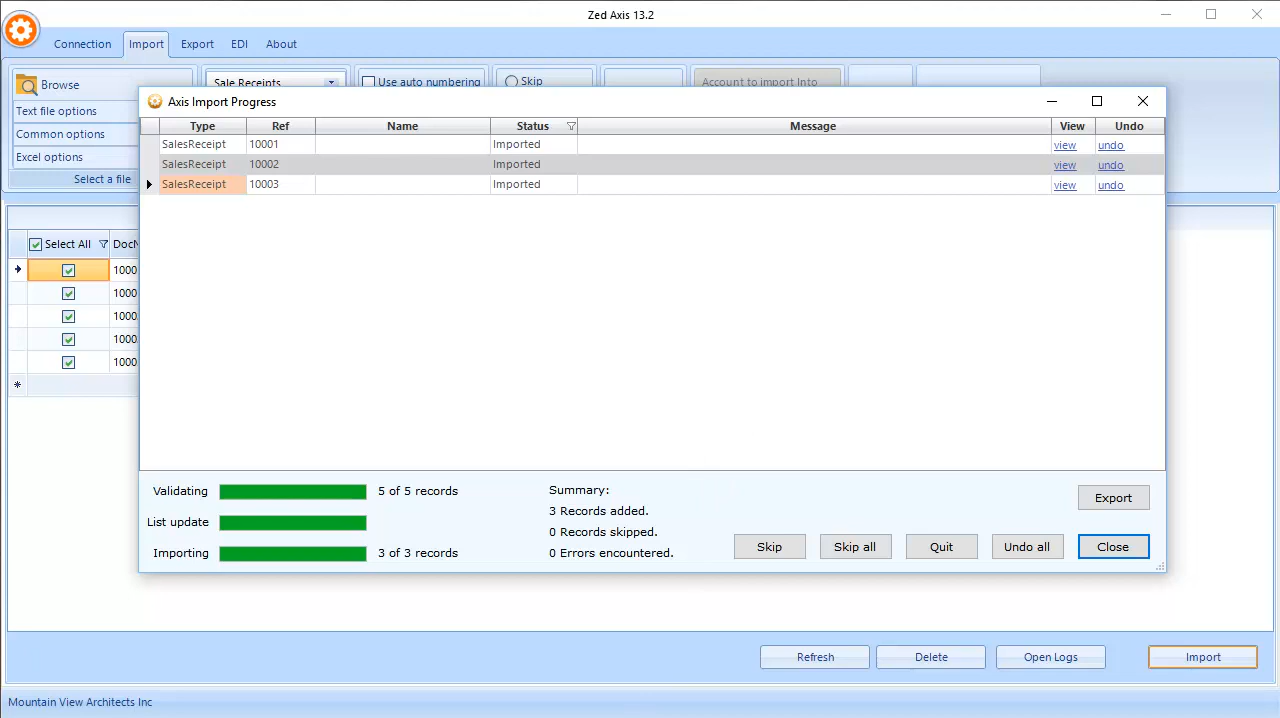 Zed Axis 13.2
Connection Import Export EDI About
Browse
Sale Receipts
Use auto numbering
Skip
Account to import Into
Text file options
Common options
Excel options
Select a file
Axis Import Progress
Type Ref Name Status Message View Undo
SalesReceipt 10001 Imported view undo
SalesReceipt 10002 Imported view undo
SalesReceipt 10003 Imported view undo
Select All
Validating 5 of 5 records
List update
Importing 3 of 3 records
Summary:
3 Records added.
0 Records skipped.
0 Errors encountered.
Export
Skip Skip all Quit Undo all Close
Refresh Delete Open Logs Import
Mountain View Architects Inc